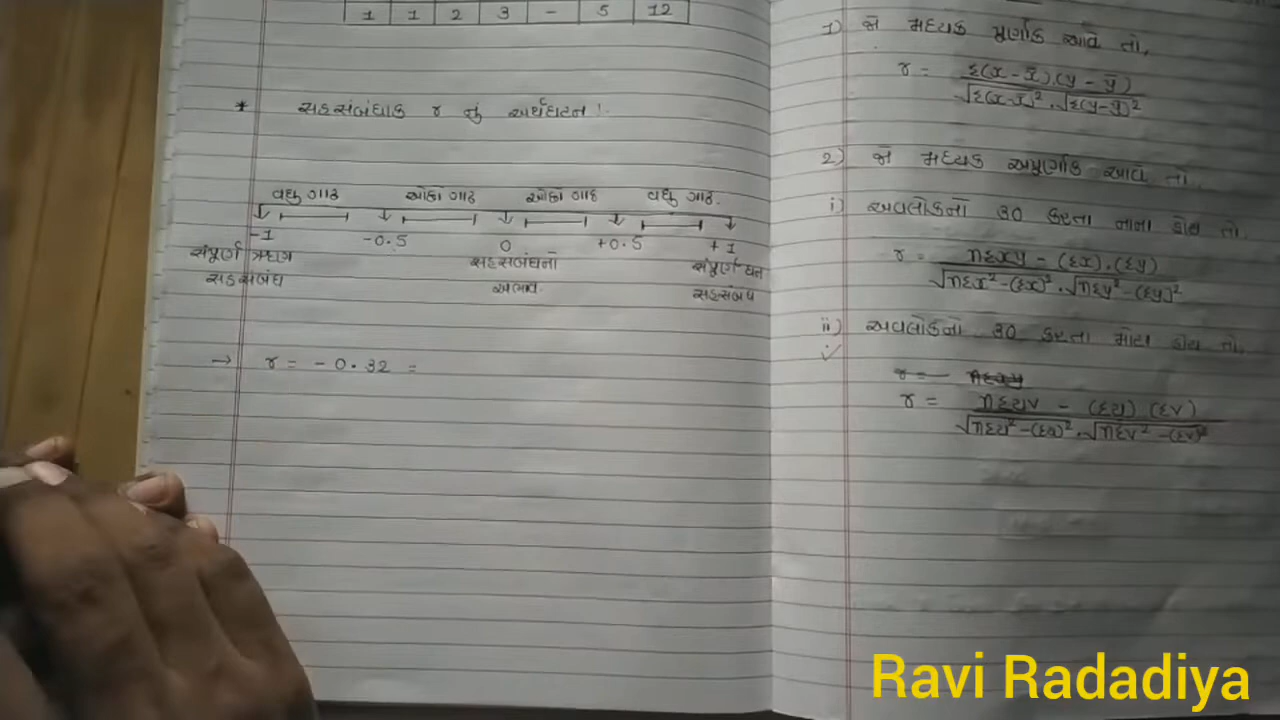 1 1 2 3 - 5 12
* સહસંબંધાક r નું અર્થઘટન!
વધુ ગાઢ ઓછા ગાઢ ઓછા ગાઢ વધુ ગાઢ.
-1 -0.5 0 +0.5 +1
સંપૂર્ણ ઋણ સહસંબંધનો સંપૂર્ણ ધન
સહસંબંધ અભાવ સહસંબંધ
→ r = - 0.32 =
1) જો મધ્યક પૂર્ણાક આવે તો,
r = Σ(x - x̄).(y - ȳ)
√Σ(x-x̄)² . √Σ(y-ȳ)²
2) જો મધ્યક અપૂર્ણાક આવે તો.
i) અવલોકનો 30 કરતા નાના હોય તો.
r = nΣxy - (Σx).(Σy)
√nΣx² - (Σx)² . √nΣy² - (Σy)²
ii) અવલોકનો 30 કરતા મોટા હોય તો.
r = nΣuv - (Σu) (Σv)
√nΣu² - (Σu)² . √nΣv² - (Σv)²
Ravi Radadiya